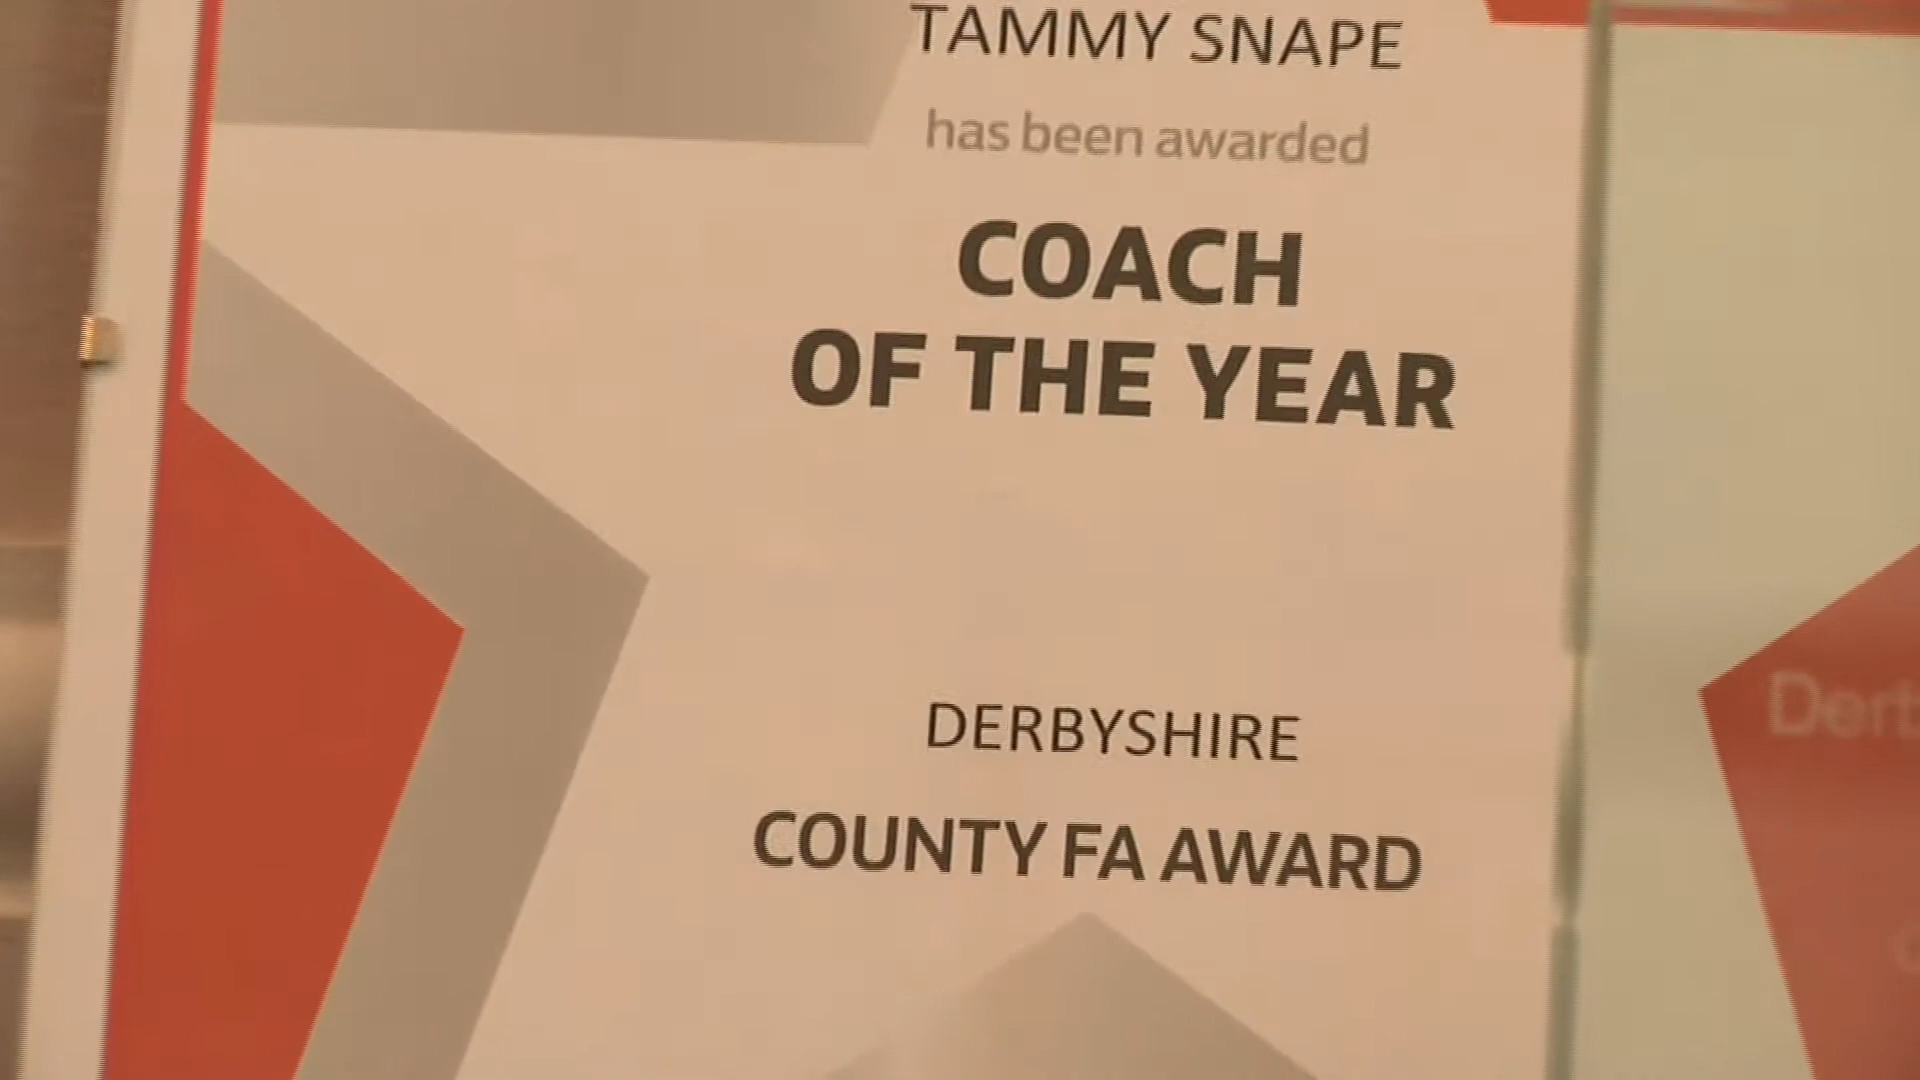 TAMMY SNAPE
has been awarded
COACH
OF THE YEAR
DERBYSHIRE
COUNTY FA AWARD